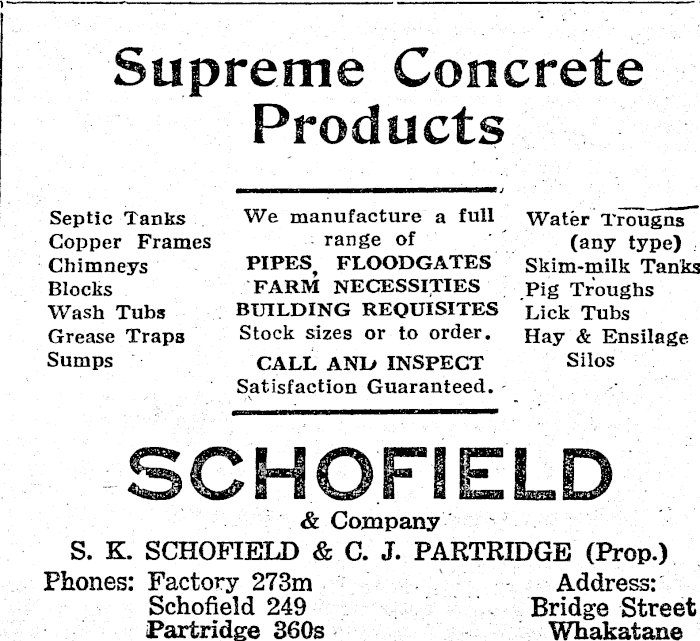 Supreme Concrete
Products
Septic Tanks
Copper Frames
Chimneys
Blocks
Wash Tubs
Grease Traps
Sumps
We manufacture a full
range of
PIPES, FLOODGATES
FARM NECESSITIES
BUILDING REQUISITES
Stock sizes or to order.
CALL AND INSPECT
Satisfaction Guaranteed.
Water Troughs
(any type)
Skim-milk Tanks
Pig Troughs
Lick Tubs
Hay & Ensilage
Silos
SCHOFIELD
& Company
S. K. SCHOFIELD & C. J. PARTRIDGE (Prop.)
Phones: Factory 273m
Schofield 249
Partridge 360s
Address:
Bridge Street
Whakatane